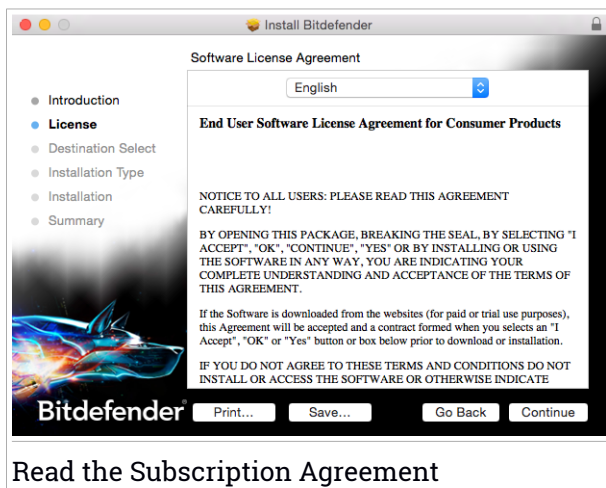 Install Bitdefender
Software License Agreement
English
Introduction
License
Destination Select
Installation Type
Installation
Summary
End User Software License Agreement for Consumer Products
NOTICE TO ALL USERS: PLEASE READ THIS AGREEMENT
CAREFULLY!
BY OPENING THIS PACKAGE, BREAKING THE SEAL, BY SELECTING "I
ACCEPT", "OK", "CONTINUE", "YES" OR BY INSTALLING OR USING
THE SOFTWARE IN ANY WAY, YOU ARE INDICATING YOUR
COMPLETE UNDERSTANDING AND ACCEPTANCE OF THE TERMS OF
THIS AGREEMENT.
If the Software is downloaded from the websites (for paid or trial use purposes),
this Agreement will be accepted and a contract formed when you selects an "I
Accept", "OK" or "Yes" button or box below prior to download or installation.
IF YOU DO NOT AGREE TO THESE TERMS AND CONDITIONS DO NOT
INSTALL OR ACCESS THE SOFTWARE OR OTHERWISE INDICATE
Bitdefender
Print...
Save...
Go Back
Continue
Read the Subscription Agreement